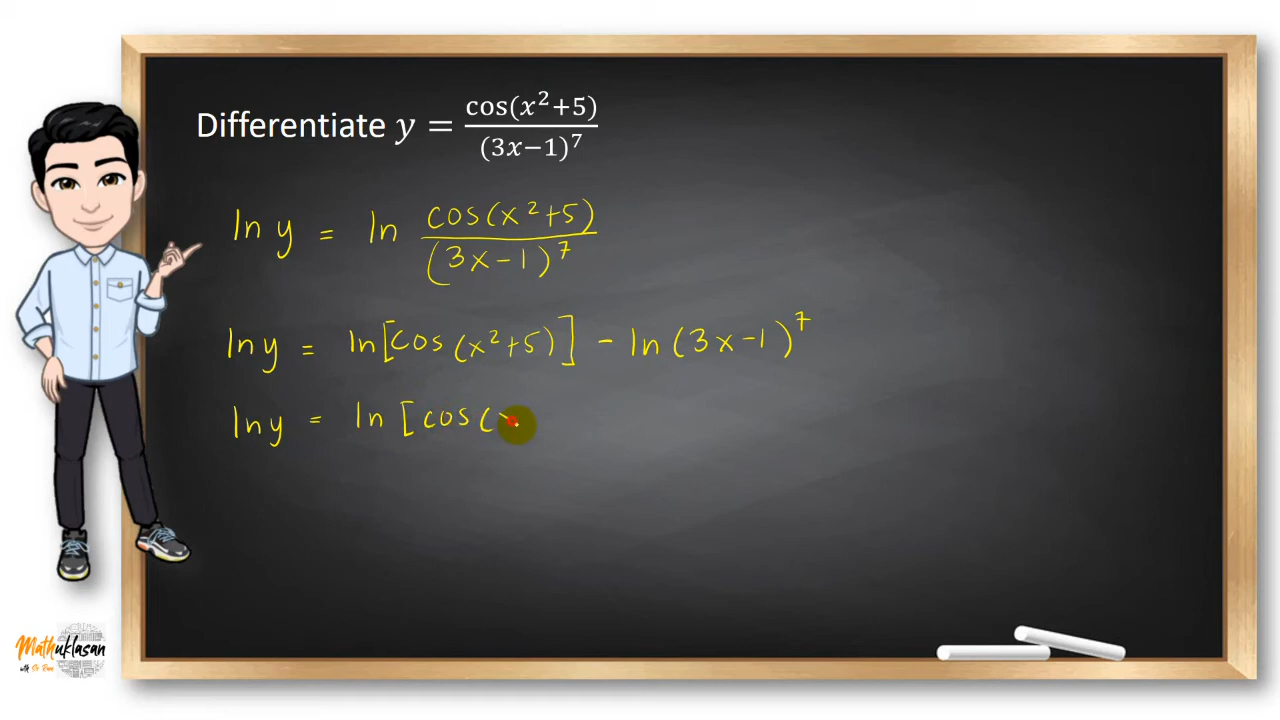 Differentiate y = cos(x²+5)/(3x−1)⁷
ln y = ln cos(x²+5)/(3x−1)⁷
ln y = ln[cos(x²+5)] − ln(3x−1)⁷
ln y = ln [cos(
Mathuklasan
with